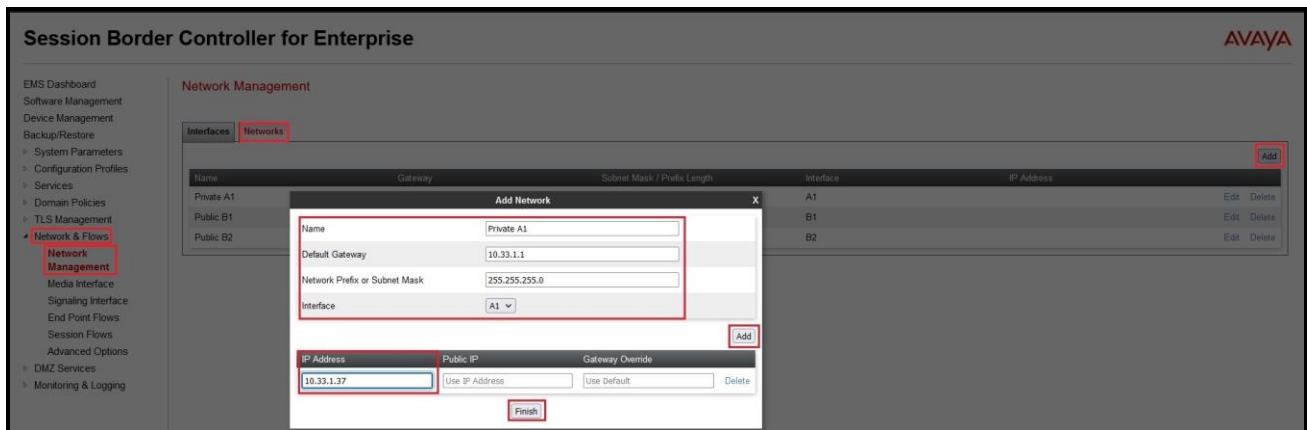 Session Border Controller for Enterprise
AVAYA
EMS Dashboard
Software Management
Device Management
Backup/Restore
System Parameters
Configuration Profiles
Services
Domain Policies
TLS Management
Network & Flows
Network
Management
Media Interface
Signaling Interface
End Point Flows
Session Flows
Advanced Options
DMZ Services
Monitoring & Logging
Network Management
Interfaces Networks
Add
Name Gateway Subnet Mask / Prefix Length Interface IP Address
Private A1 A1 Edit Delete
Public B1 B1 Edit Delete
Public B2 B2 Edit Delete
Add Network X
Name Private A1
Default Gateway 10.33.1.1
Network Prefix or Subnet Mask 255.255.255.0
Interface A1
Add
IP Address Public IP Gateway Override
10.33.1.37 Use IP Address Use Default Delete
Finish